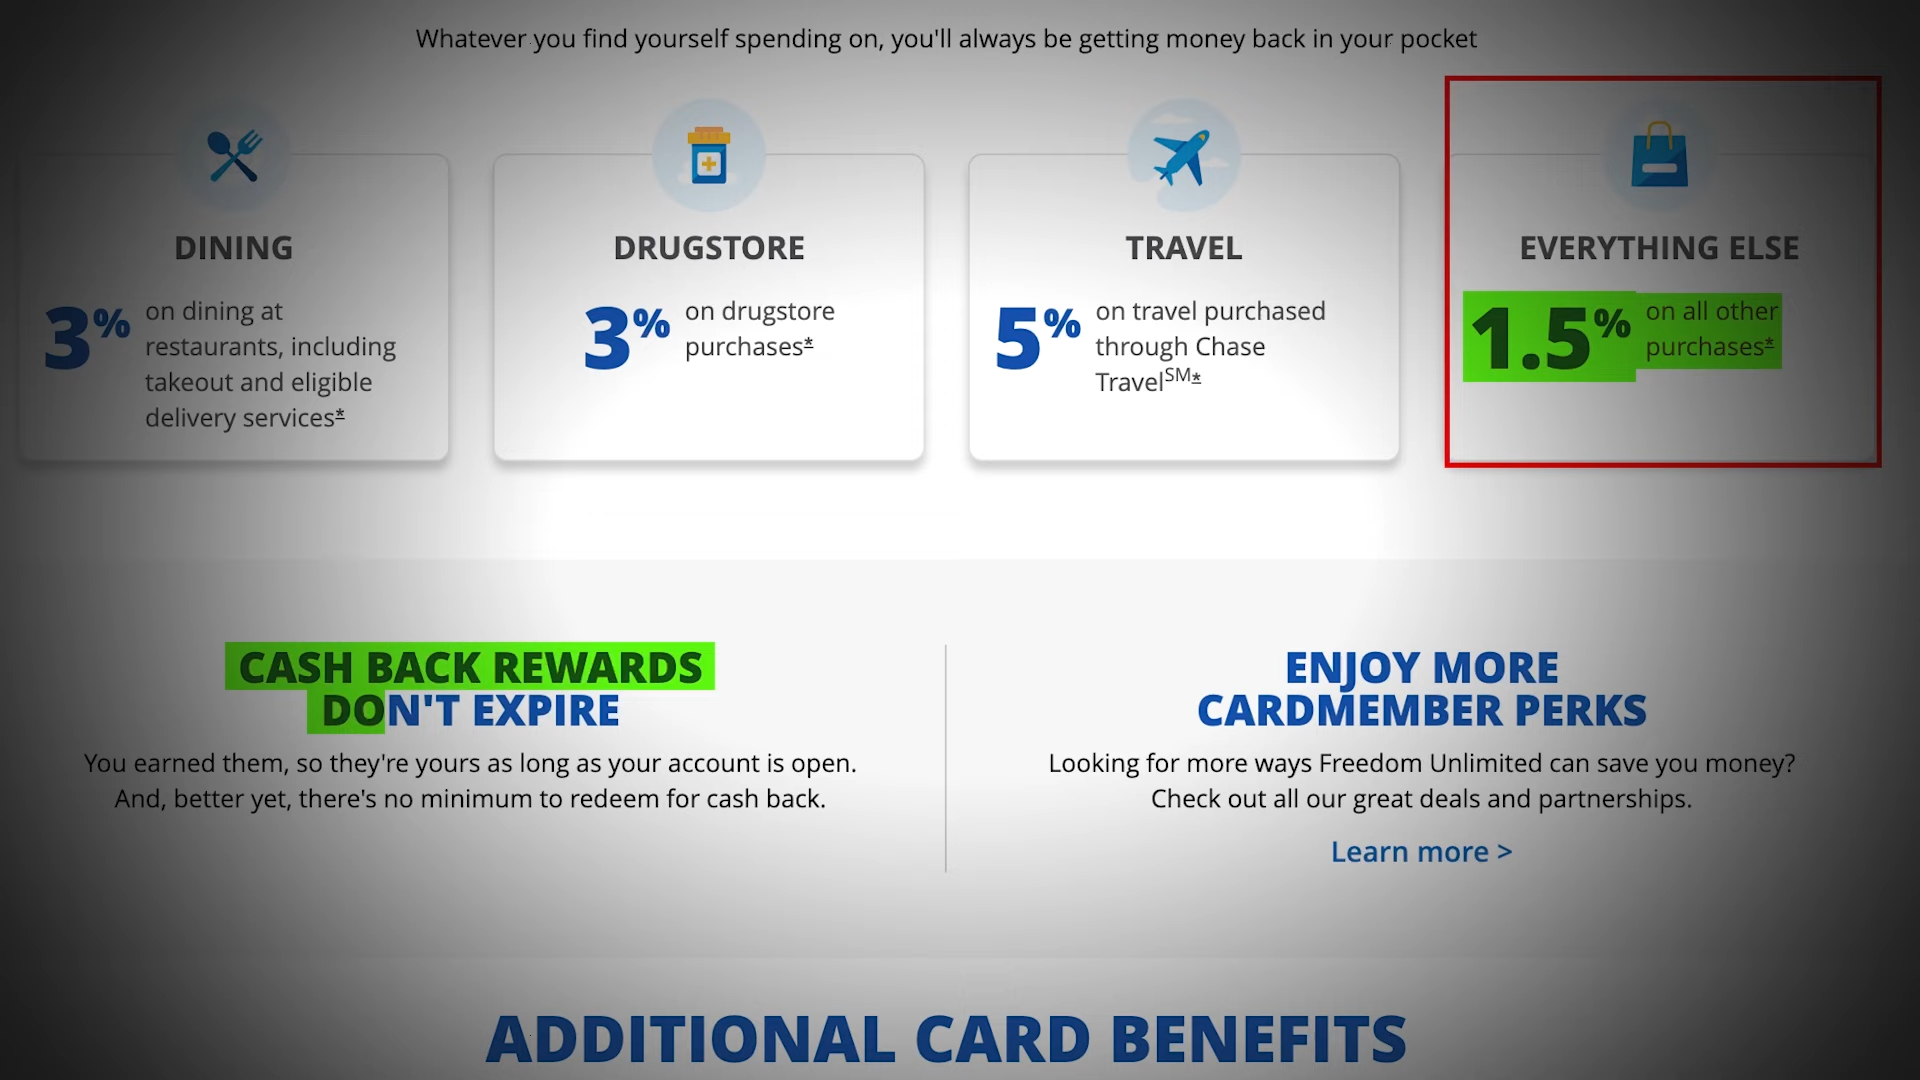 Whatever you find yourself spending on, you'll always be getting money back in your pocket
DINING
3% on dining at
restaurants, including
takeout and eligible
delivery services*
DRUGSTORE
3% on drugstore
purchases*
TRAVEL
5% on travel purchased
through Chase
TravelSM*
EVERYTHING ELSE
1.5% on all other
purchases*
CASH BACK REWARDS
DON'T EXPIRE
You earned them, so they're yours as long as your account is open.
And, better yet, there's no minimum to redeem for cash back.
ENJOY MORE
CARDMEMBER PERKS
Looking for more ways Freedom Unlimited can save you money?
Check out all our great deals and partnerships.
Learn more >
ADDITIONAL CARD BENEFITS